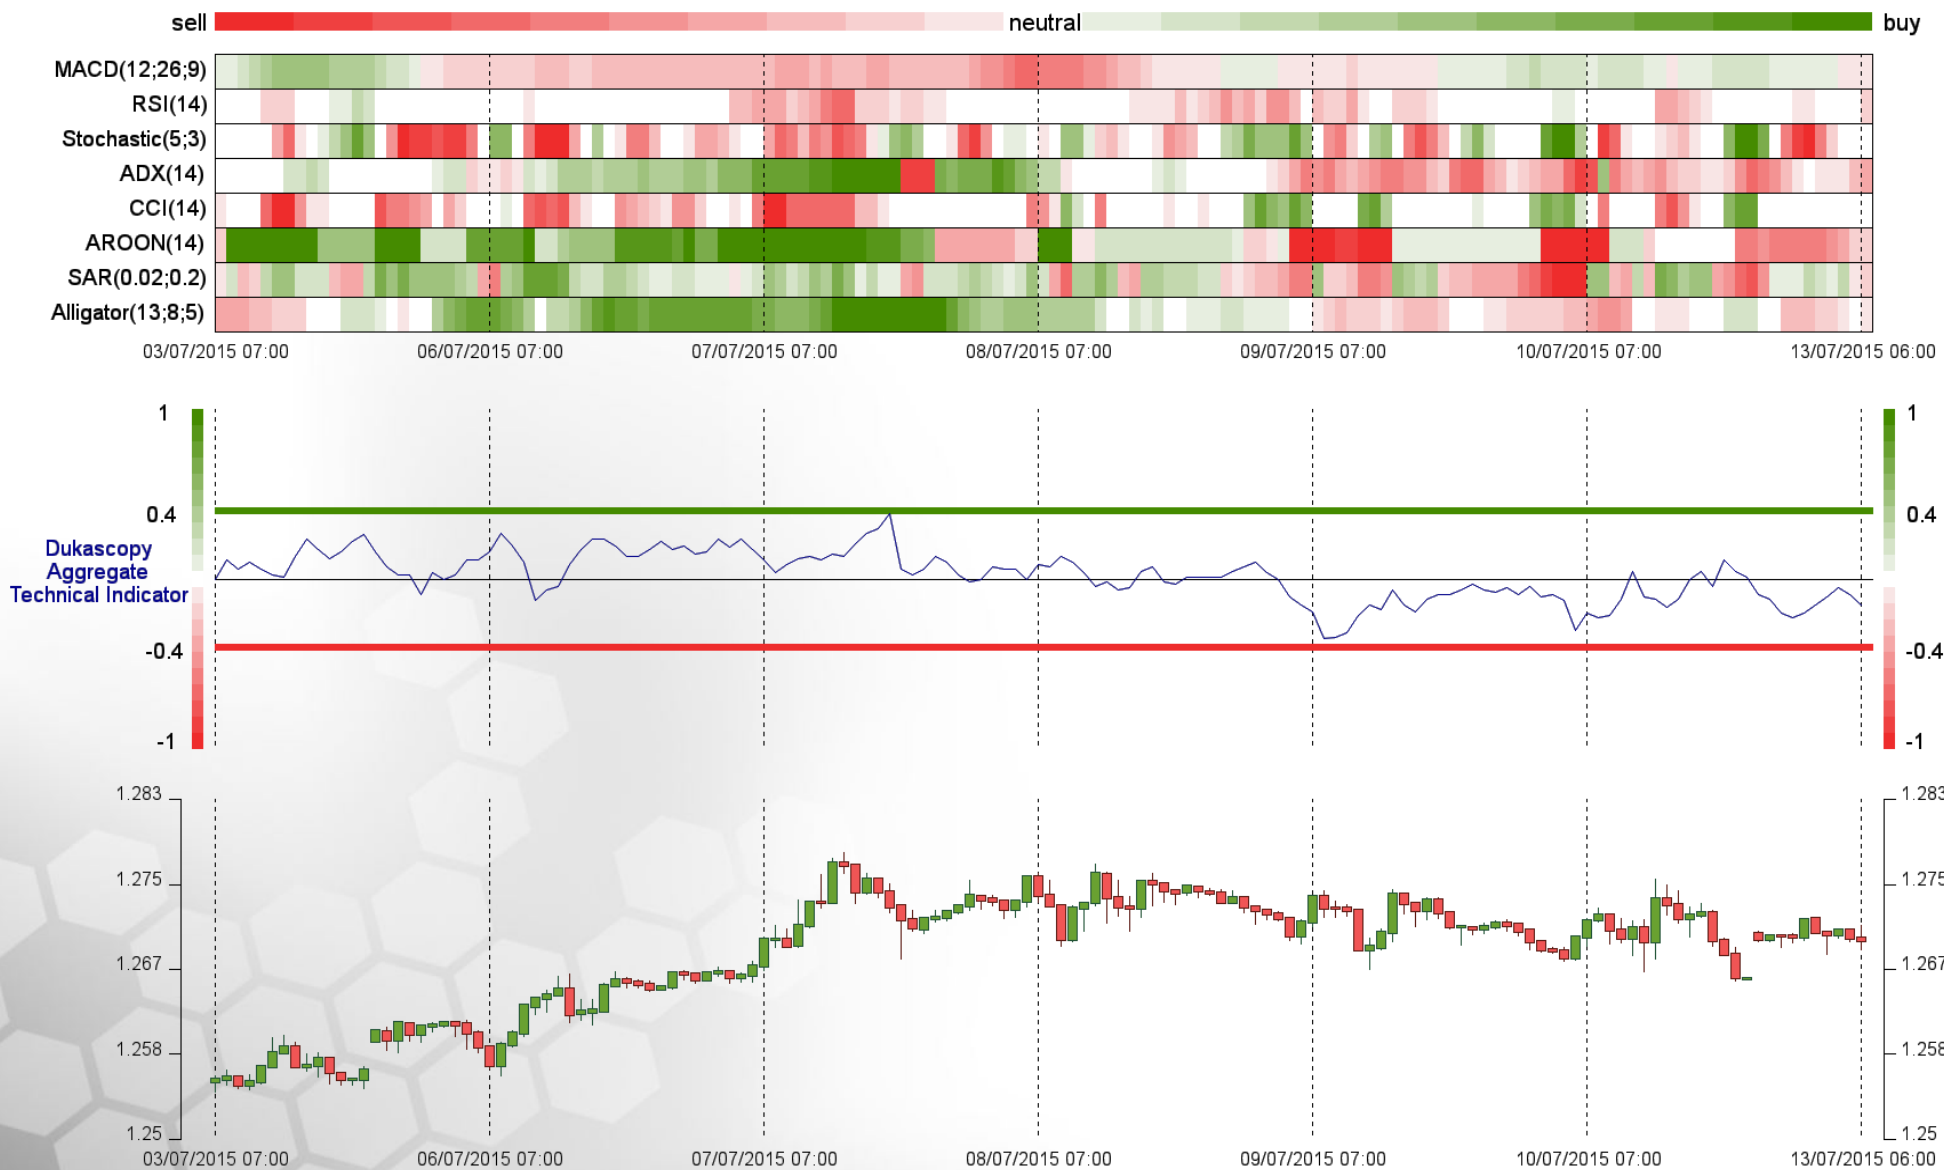 sell neutral buy
MACD(12;26;9)
RSI(14)
Stochastic(5;3)
ADX(14)
CCI(14)
AROON(14)
SAR(0.02;0.2)
Alligator(13;8;5)
03/07/2015 07:00 06/07/2015 07:00 07/07/2015 07:00 08/07/2015 07:00 09/07/2015 07:00 10/07/2015 07:00 13/07/2015 06:00
1 1
0.4 0.4
Dukascopy
Aggregate
Technical Indicator
-0.4 -0.4
-1 -1
1.283 1.283
1.275 1.275
1.267 1.267
1.258 1.258
1.25 1.25
03/07/2015 07:00 06/07/2015 07:00 07/07/2015 07:00 08/07/2015 07:00 09/07/2015 07:00 10/07/2015 07:00 13/07/2015 06:00